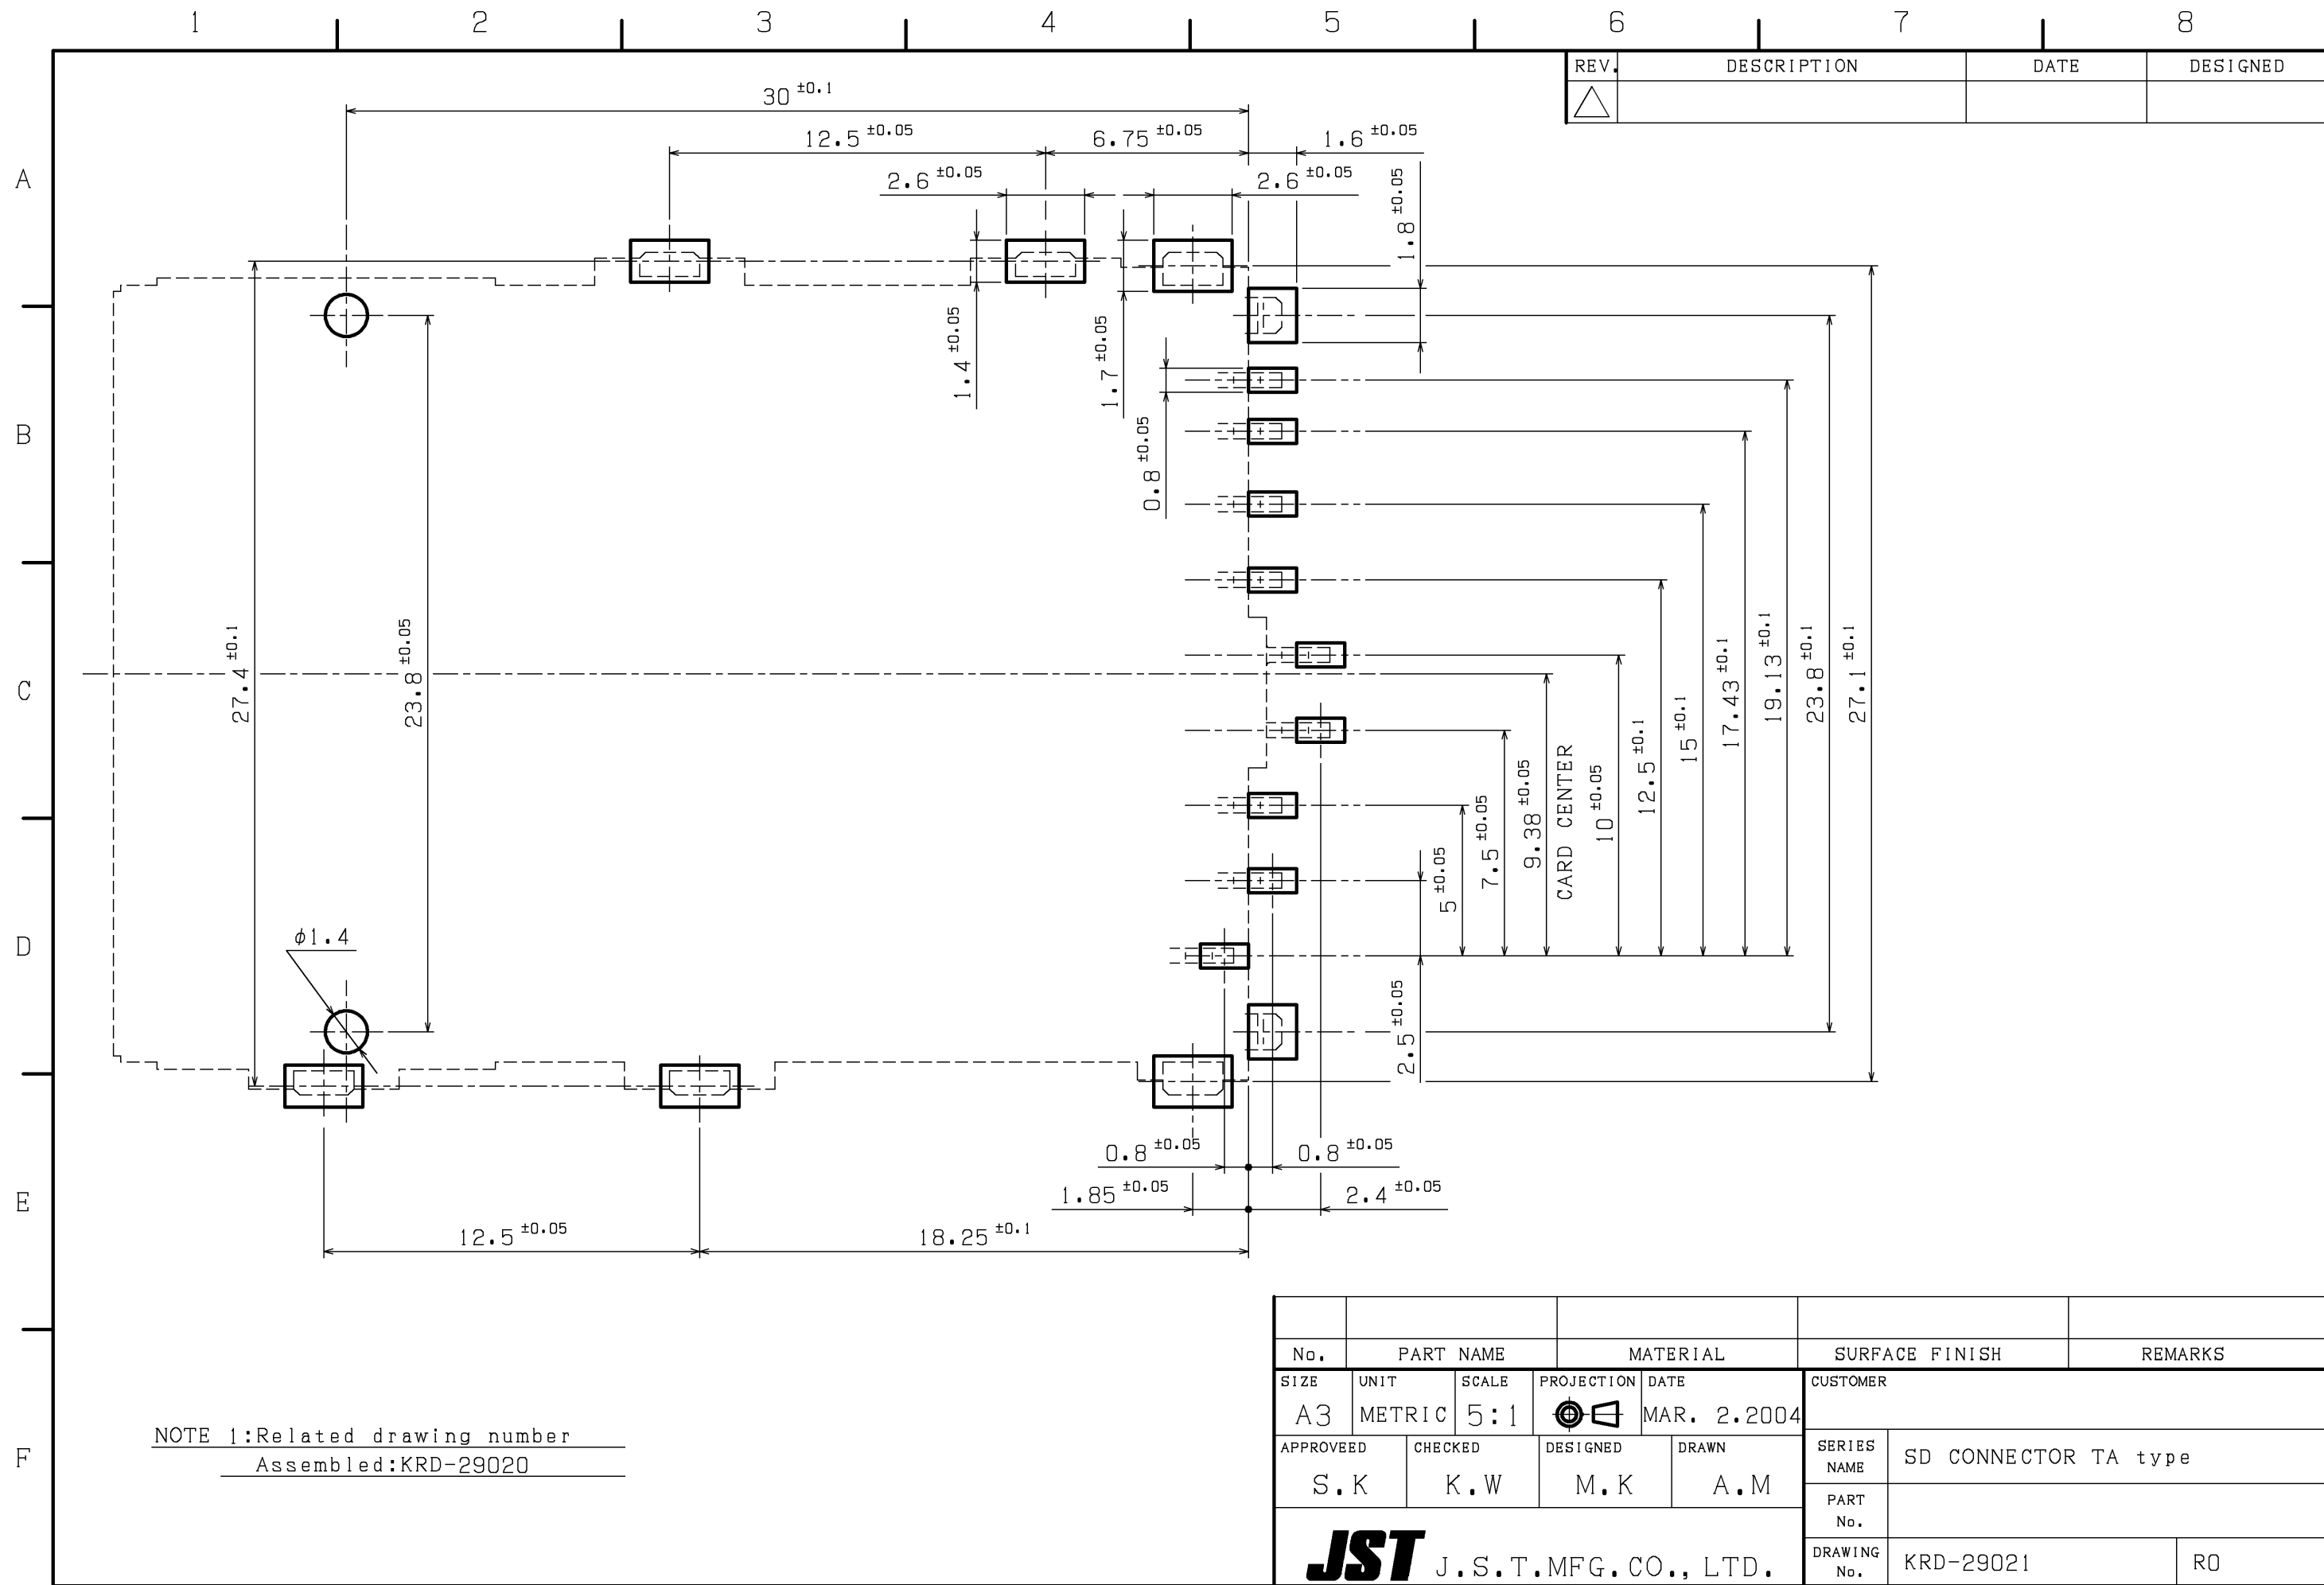 1 2 3 4 5 6 7 8
REV. DESCRIPTION DATE DESIGNED
A
B
C
D
E
F
30 ±0.1
12.5 ±0.05
6.75 ±0.05
1.6 ±0.05
2.6 ±0.05
2.6 ±0.05
1.8 ±0.05
1.4 ±0.05
1.7 ±0.05
0.8 ±0.05
27.4 ±0.1
23.8 ±0.05
5 ±0.05
7.5 ±0.05
9.38 ±0.05
CARD CENTER
10 ±0.05
12.5 ±0.1
15 ±0.1
17.43 ±0.1
19.13 ±0.1
23.8 ±0.1
27.1 ±0.1
φ1.4
2.5 ±0.05
0.8 ±0.05
0.8 ±0.05
1.85 ±0.05
2.4 ±0.05
12.5 ±0.05
18.25 ±0.1
NOTE 1:Related drawing number
Assembled:KRD-29020
No. PART NAME MATERIAL SURFACE FINISH REMARKS
SIZE UNIT SCALE PROJECTION DATE CUSTOMER
A3 METRIC 5:1 MAR. 2.2004
APPROVEED CHECKED DESIGNED DRAWN
S.K K.W M.K A.M
SERIES NAME SD CONNECTOR TA type
PART No.
DRAWING No. KRD-29021 R0
JST J.S.T.MFG.CO.,LTD.